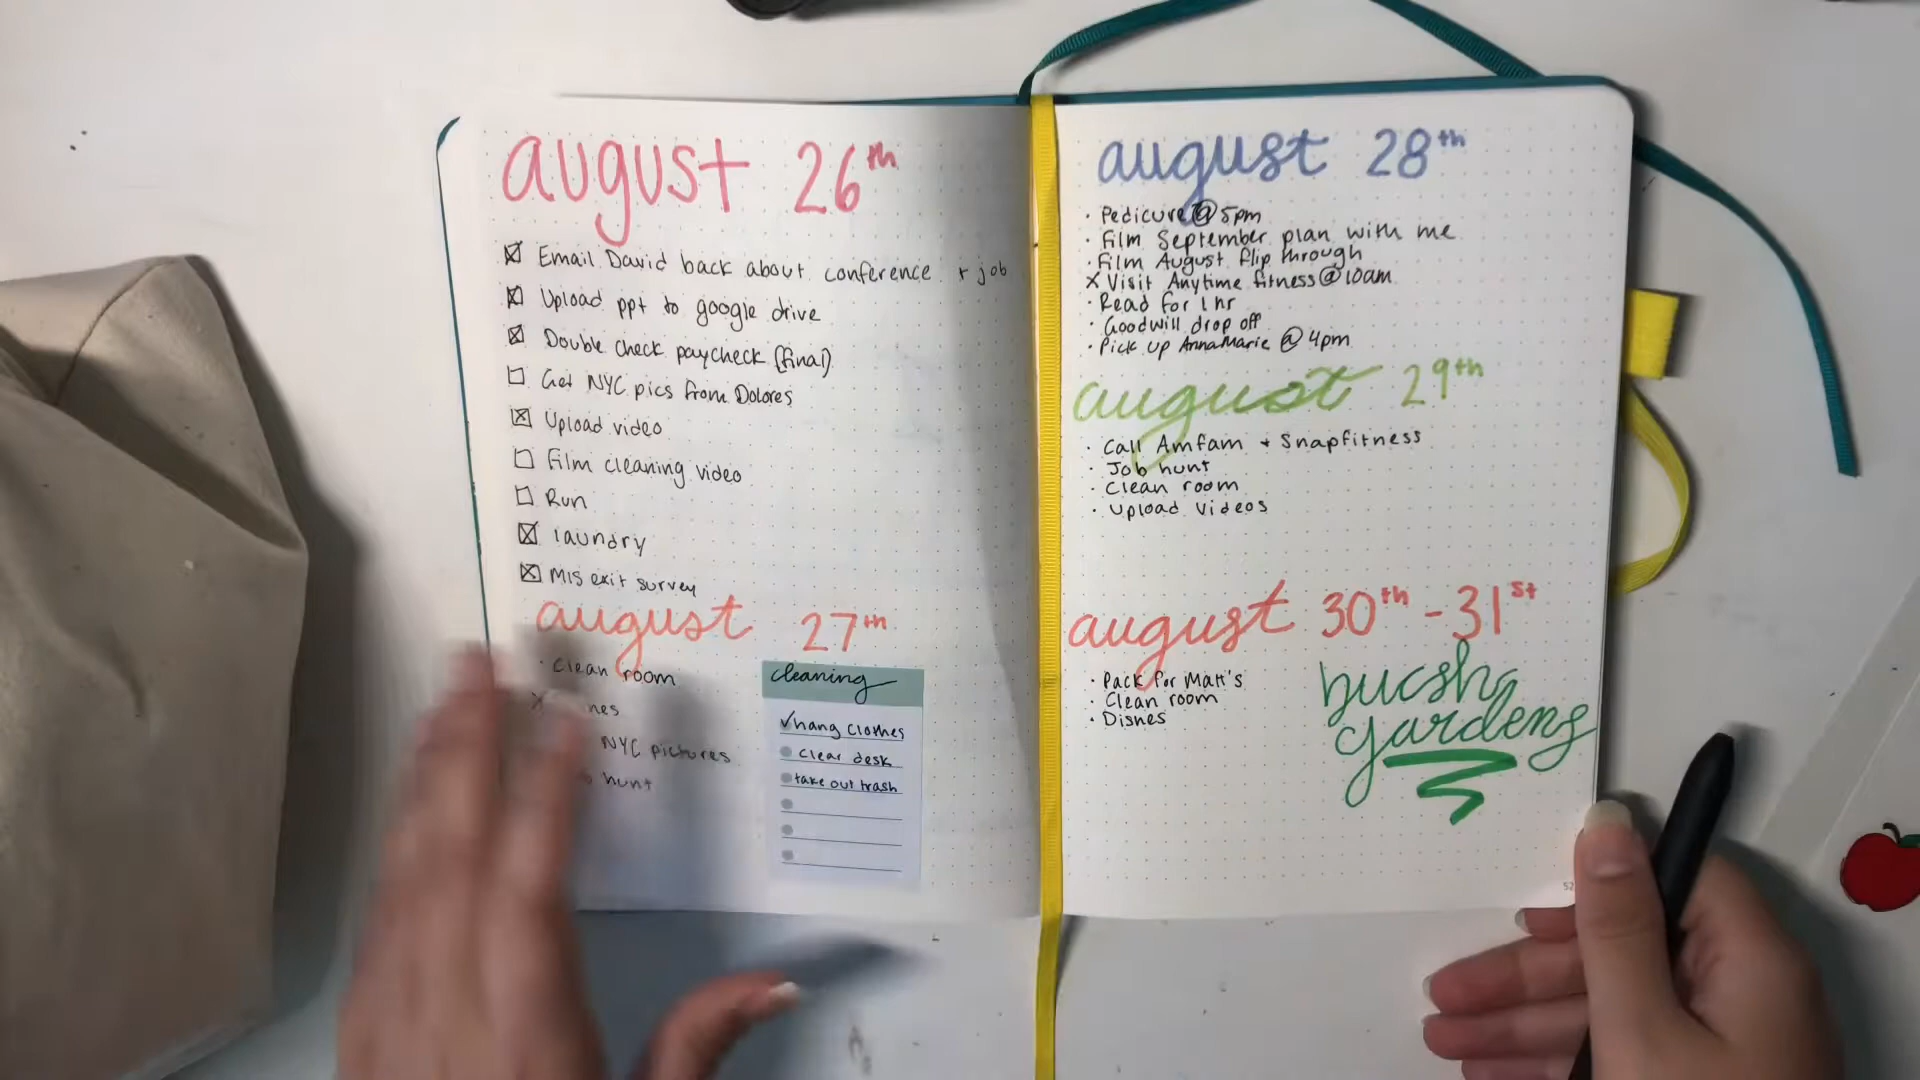 august 26th
Email David back about conference + job
Upload ppt to google drive
Double check paycheck (final)
Get NYC pics from Dolores
Upload video
Film cleaning video
Run
laundry
MIS exit survey
august 27th
· Clean room
NYC pictures
hunt
cleaning
✓hang clothes
clear desk
take out trash
august 28th
· Pedicure @ 5pm
· Film September plan with me
· Film August flip through
X Visit Anytime fitness @ 10am
· Read for 1 hr
· Goodwill drop off
· Pick up AnnaMarie @ 4pm
august 29th
· Call Amfam + Snapfitness
· Job hunt
· Clean room
· Upload Videos
august 30th - 31st
· Pack for Matt's
· Clean room
· Dishes
gardens
52